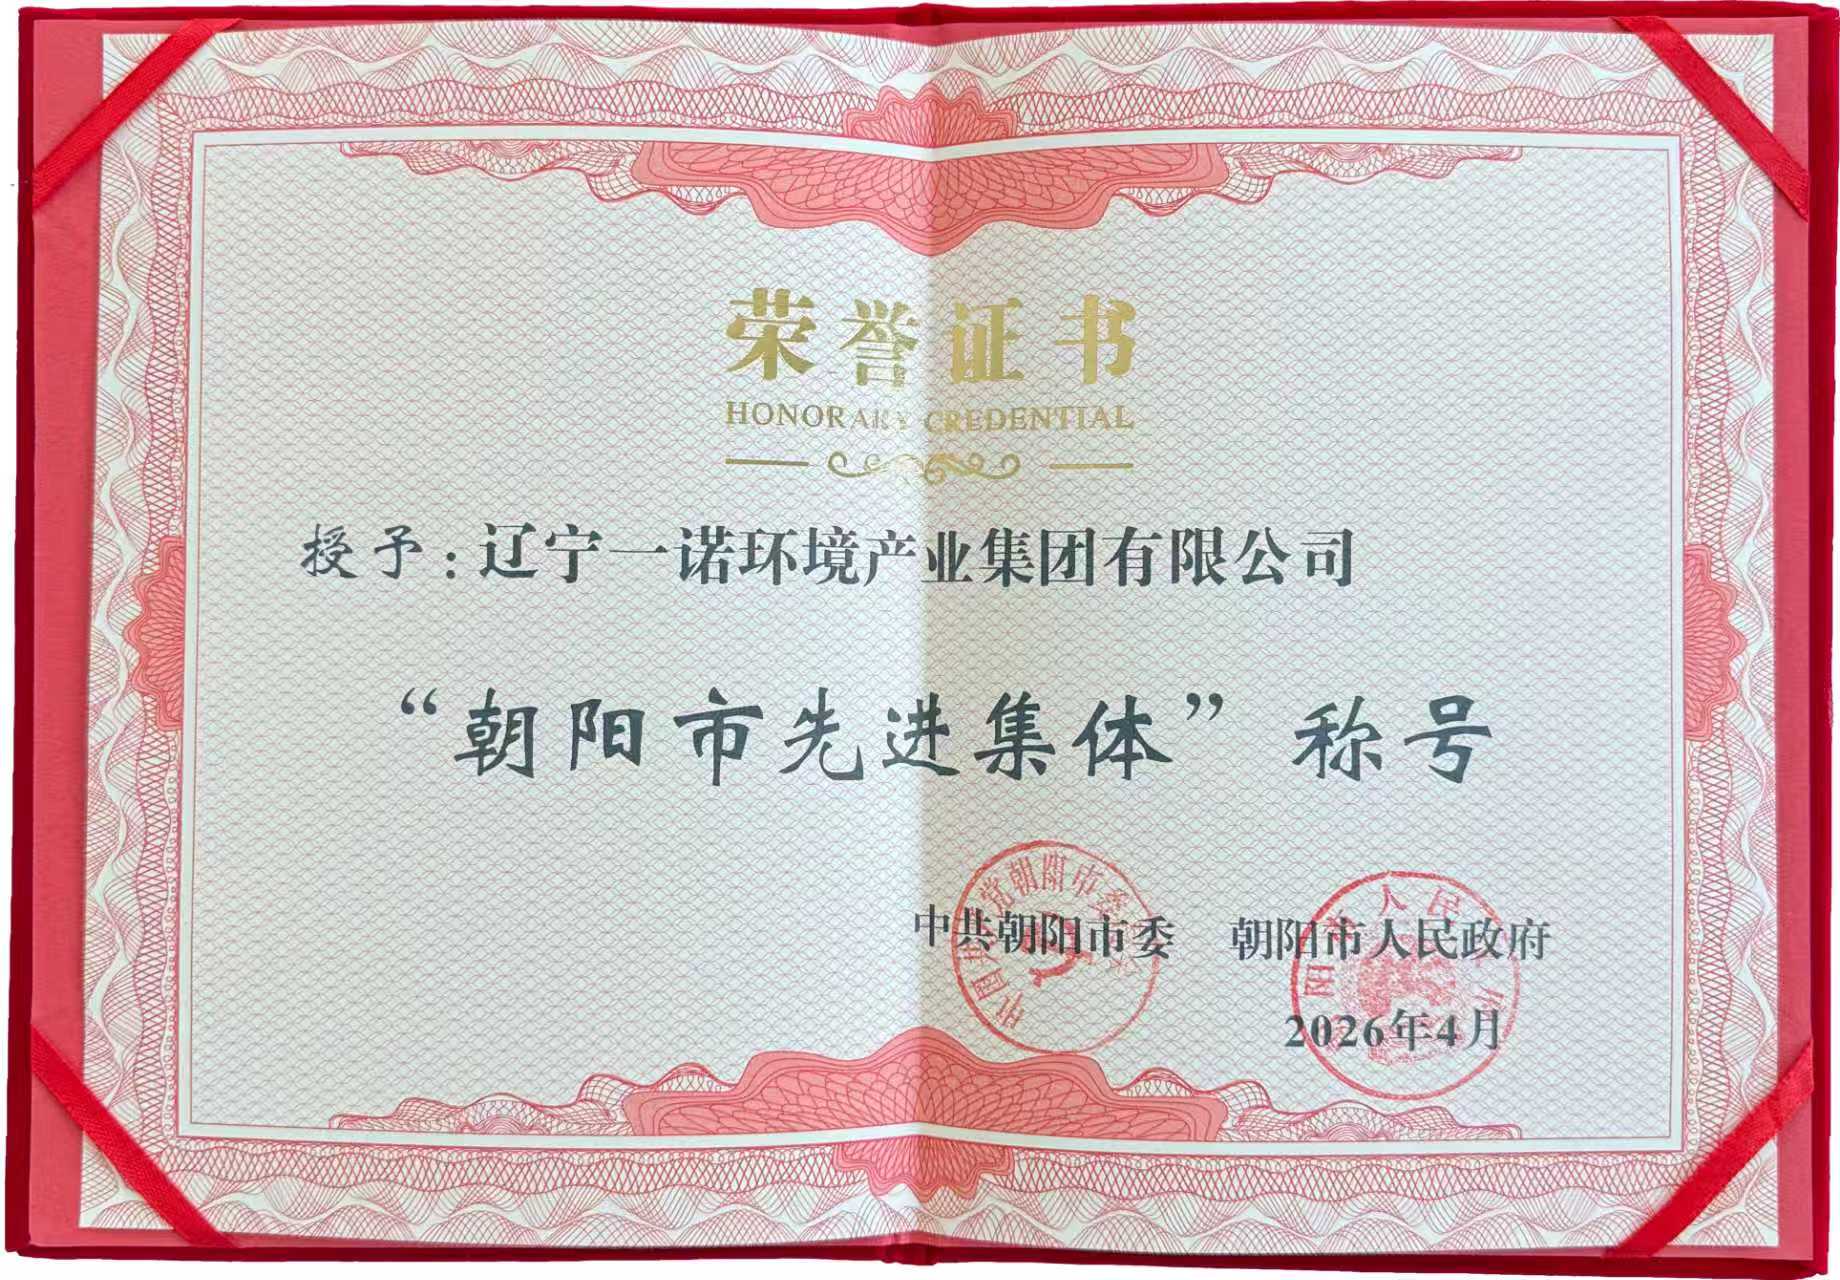 荣誉证书
HONORARY CREDENTIAL
授予：辽宁一诺环境产业集团有限公司
“朝阳市先进集体”称号
中共朝阳市委 朝阳市人民政府
2026年4月